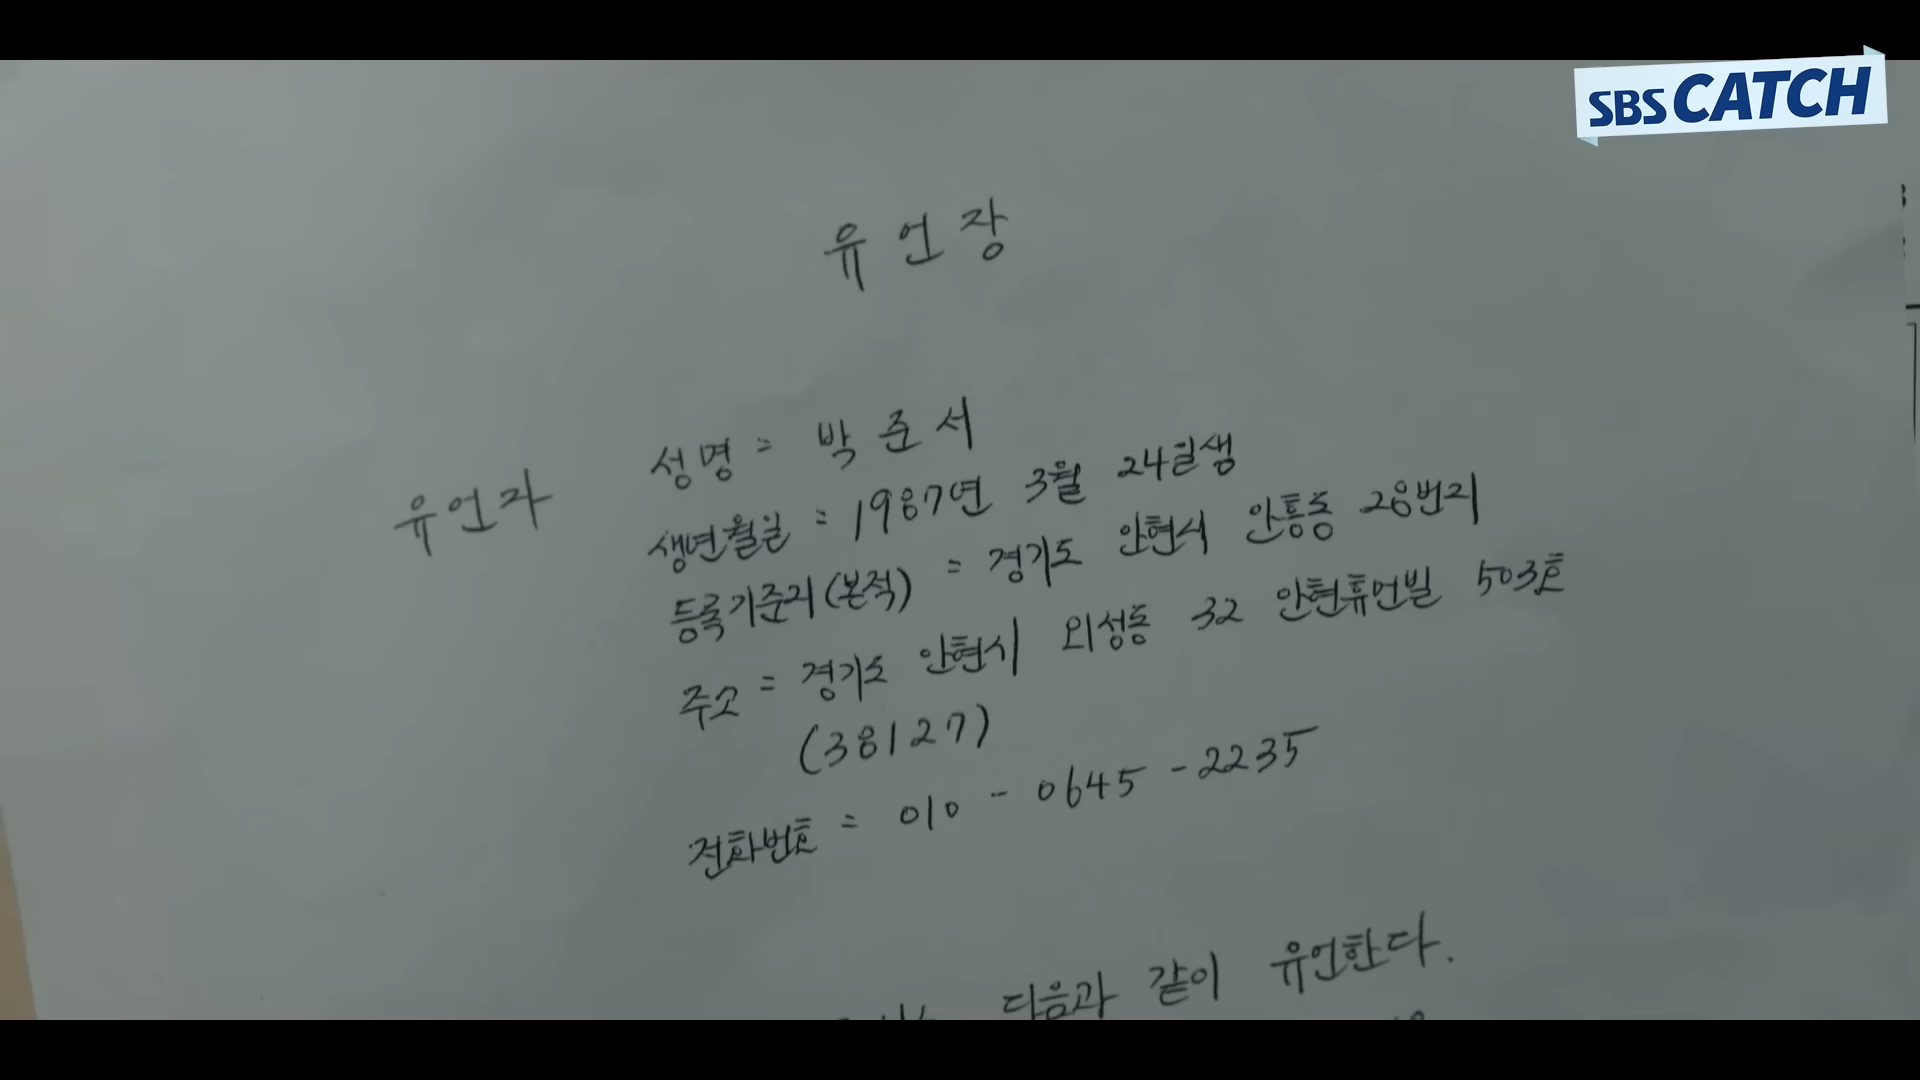 SBS CATCH
유언장
유언자
성명 = 박준서
생년월일 = 1987년 3월 24일생
등록기준지(본적) = 경기도 안현시 안통동 28번지
주소 = 경기도 안현시 외성동 32 안현휴먼빌 503호
(38127)
전화번호 = 010 - 0645 - 2235
다음과 같이 유언한다.